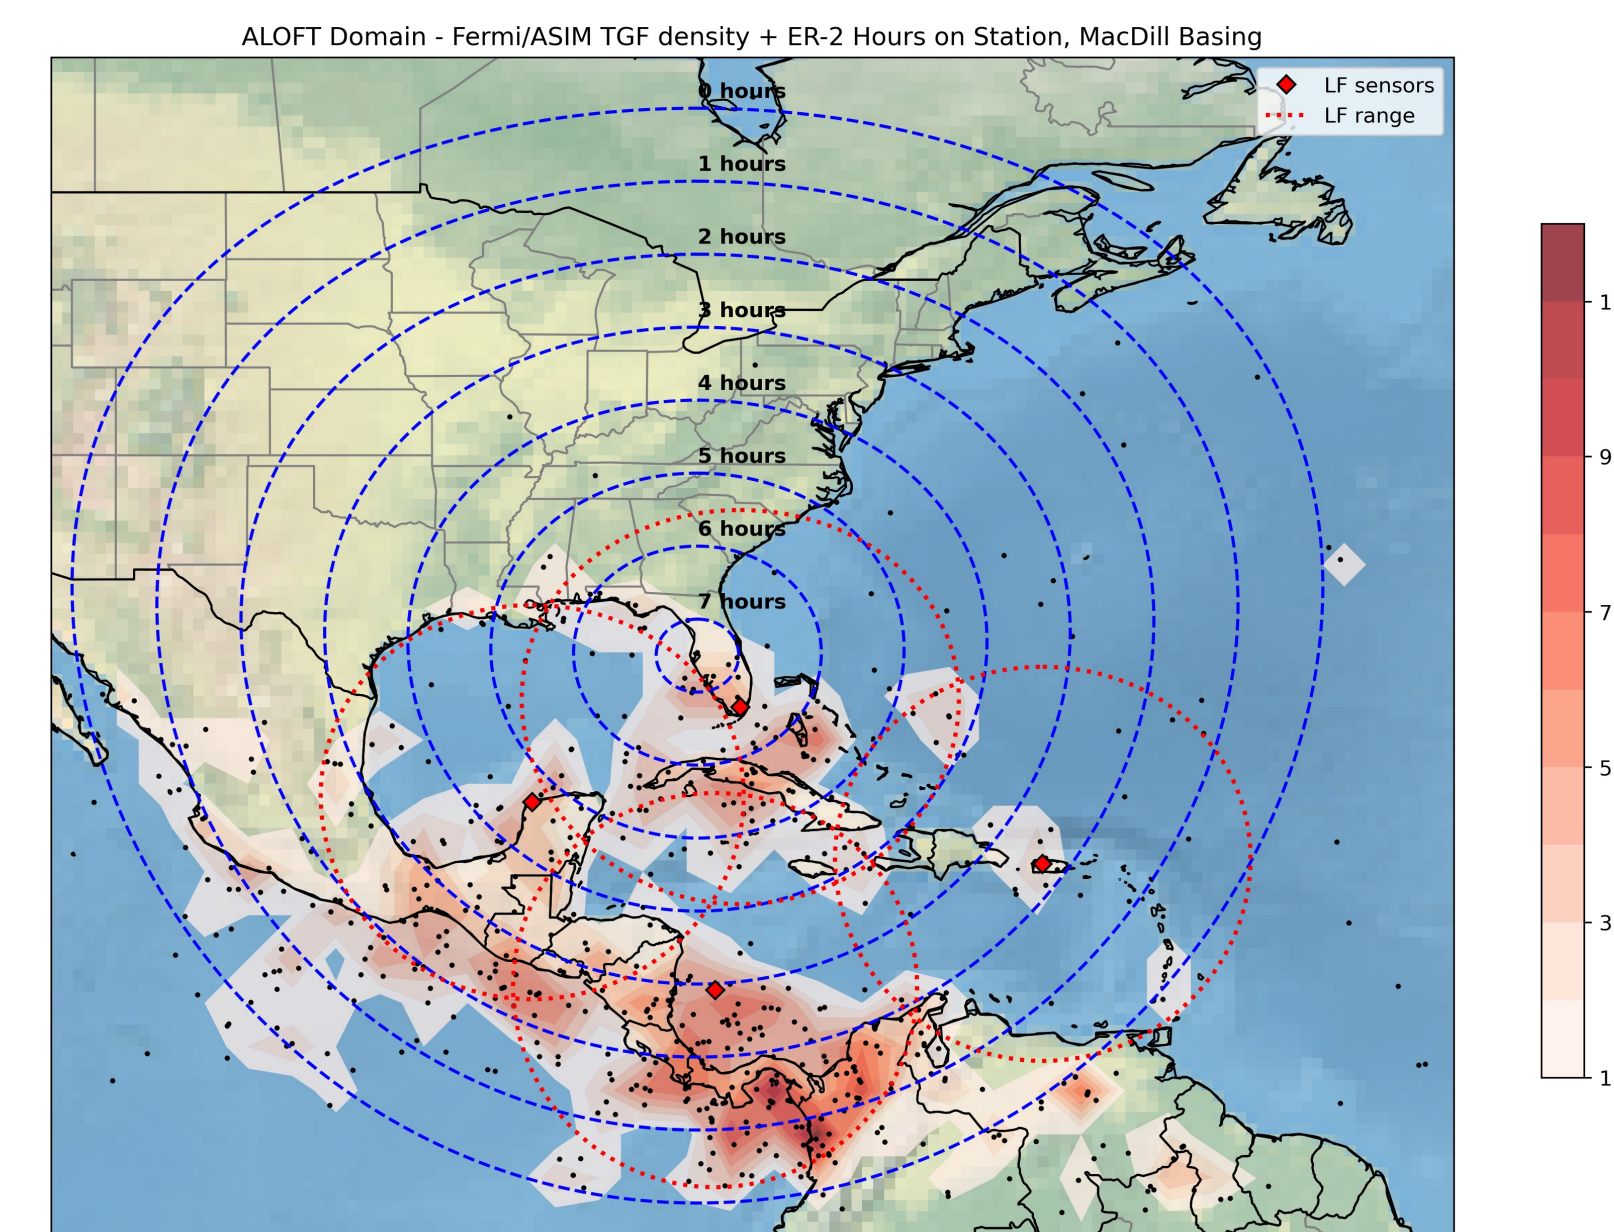 ALOFT Domain - Fermi/ASIM TGF density + ER-2 Hours on Station, MacDill Basing
LF sensors
LF range
0 hours
1 hours
2 hours
3 hours
4 hours
5 hours
6 hours
7 hours
1
9
7
5
3
1